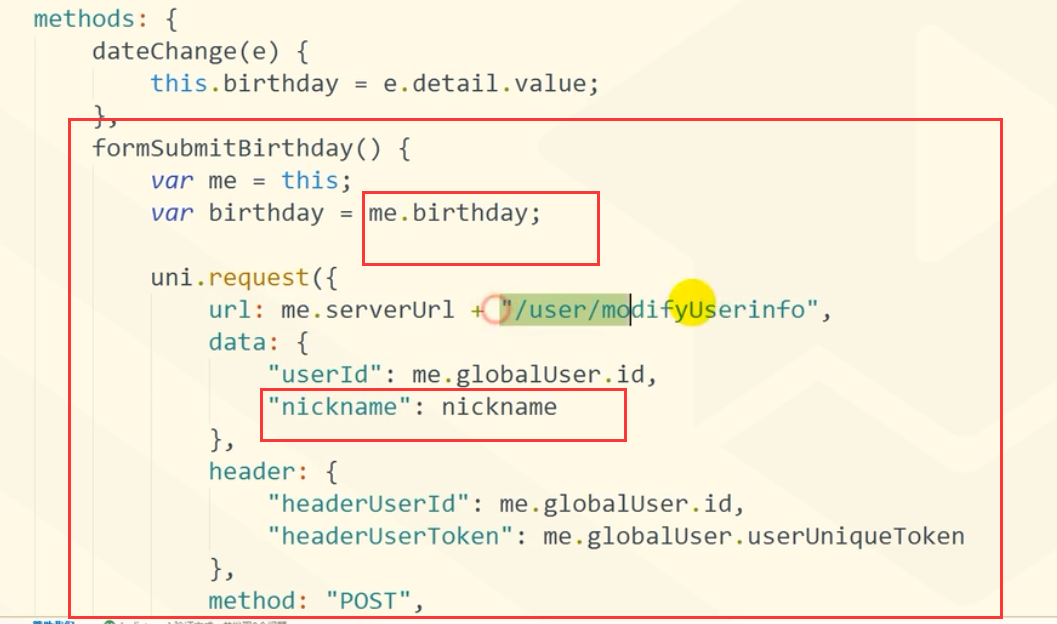 methods: {
dateChange(e) {
this.birthday = e.detail.value;
},
formSubmitBirthday() {
var me = this;
var birthday = me.birthday;
uni.request({
url: me.serverUrl + "/user/modifyUserinfo",
data: {
"userId": me.globalUser.id,
"nickname": nickname
},
header: {
"headerUserId": me.globalUser.id,
"headerUserToken": me.globalUser.userUniqueToken
},
method: "POST",